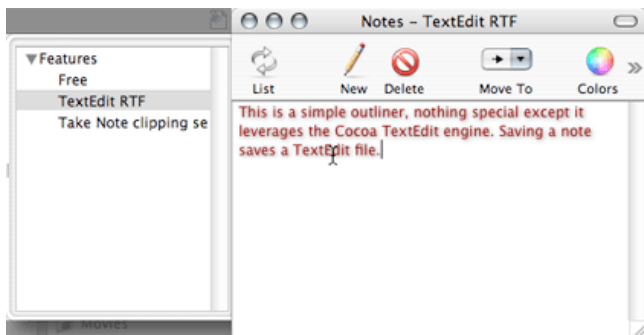 Notes – TextEdit RTF
List
New
Delete
Move To
Colors
Features
Free
TextEdit RTF
Take Note clipping se
This is a simple outliner, nothing special except it
leverages the Cocoa TextEdit engine. Saving a note
saves a TextEdit file.
Movies